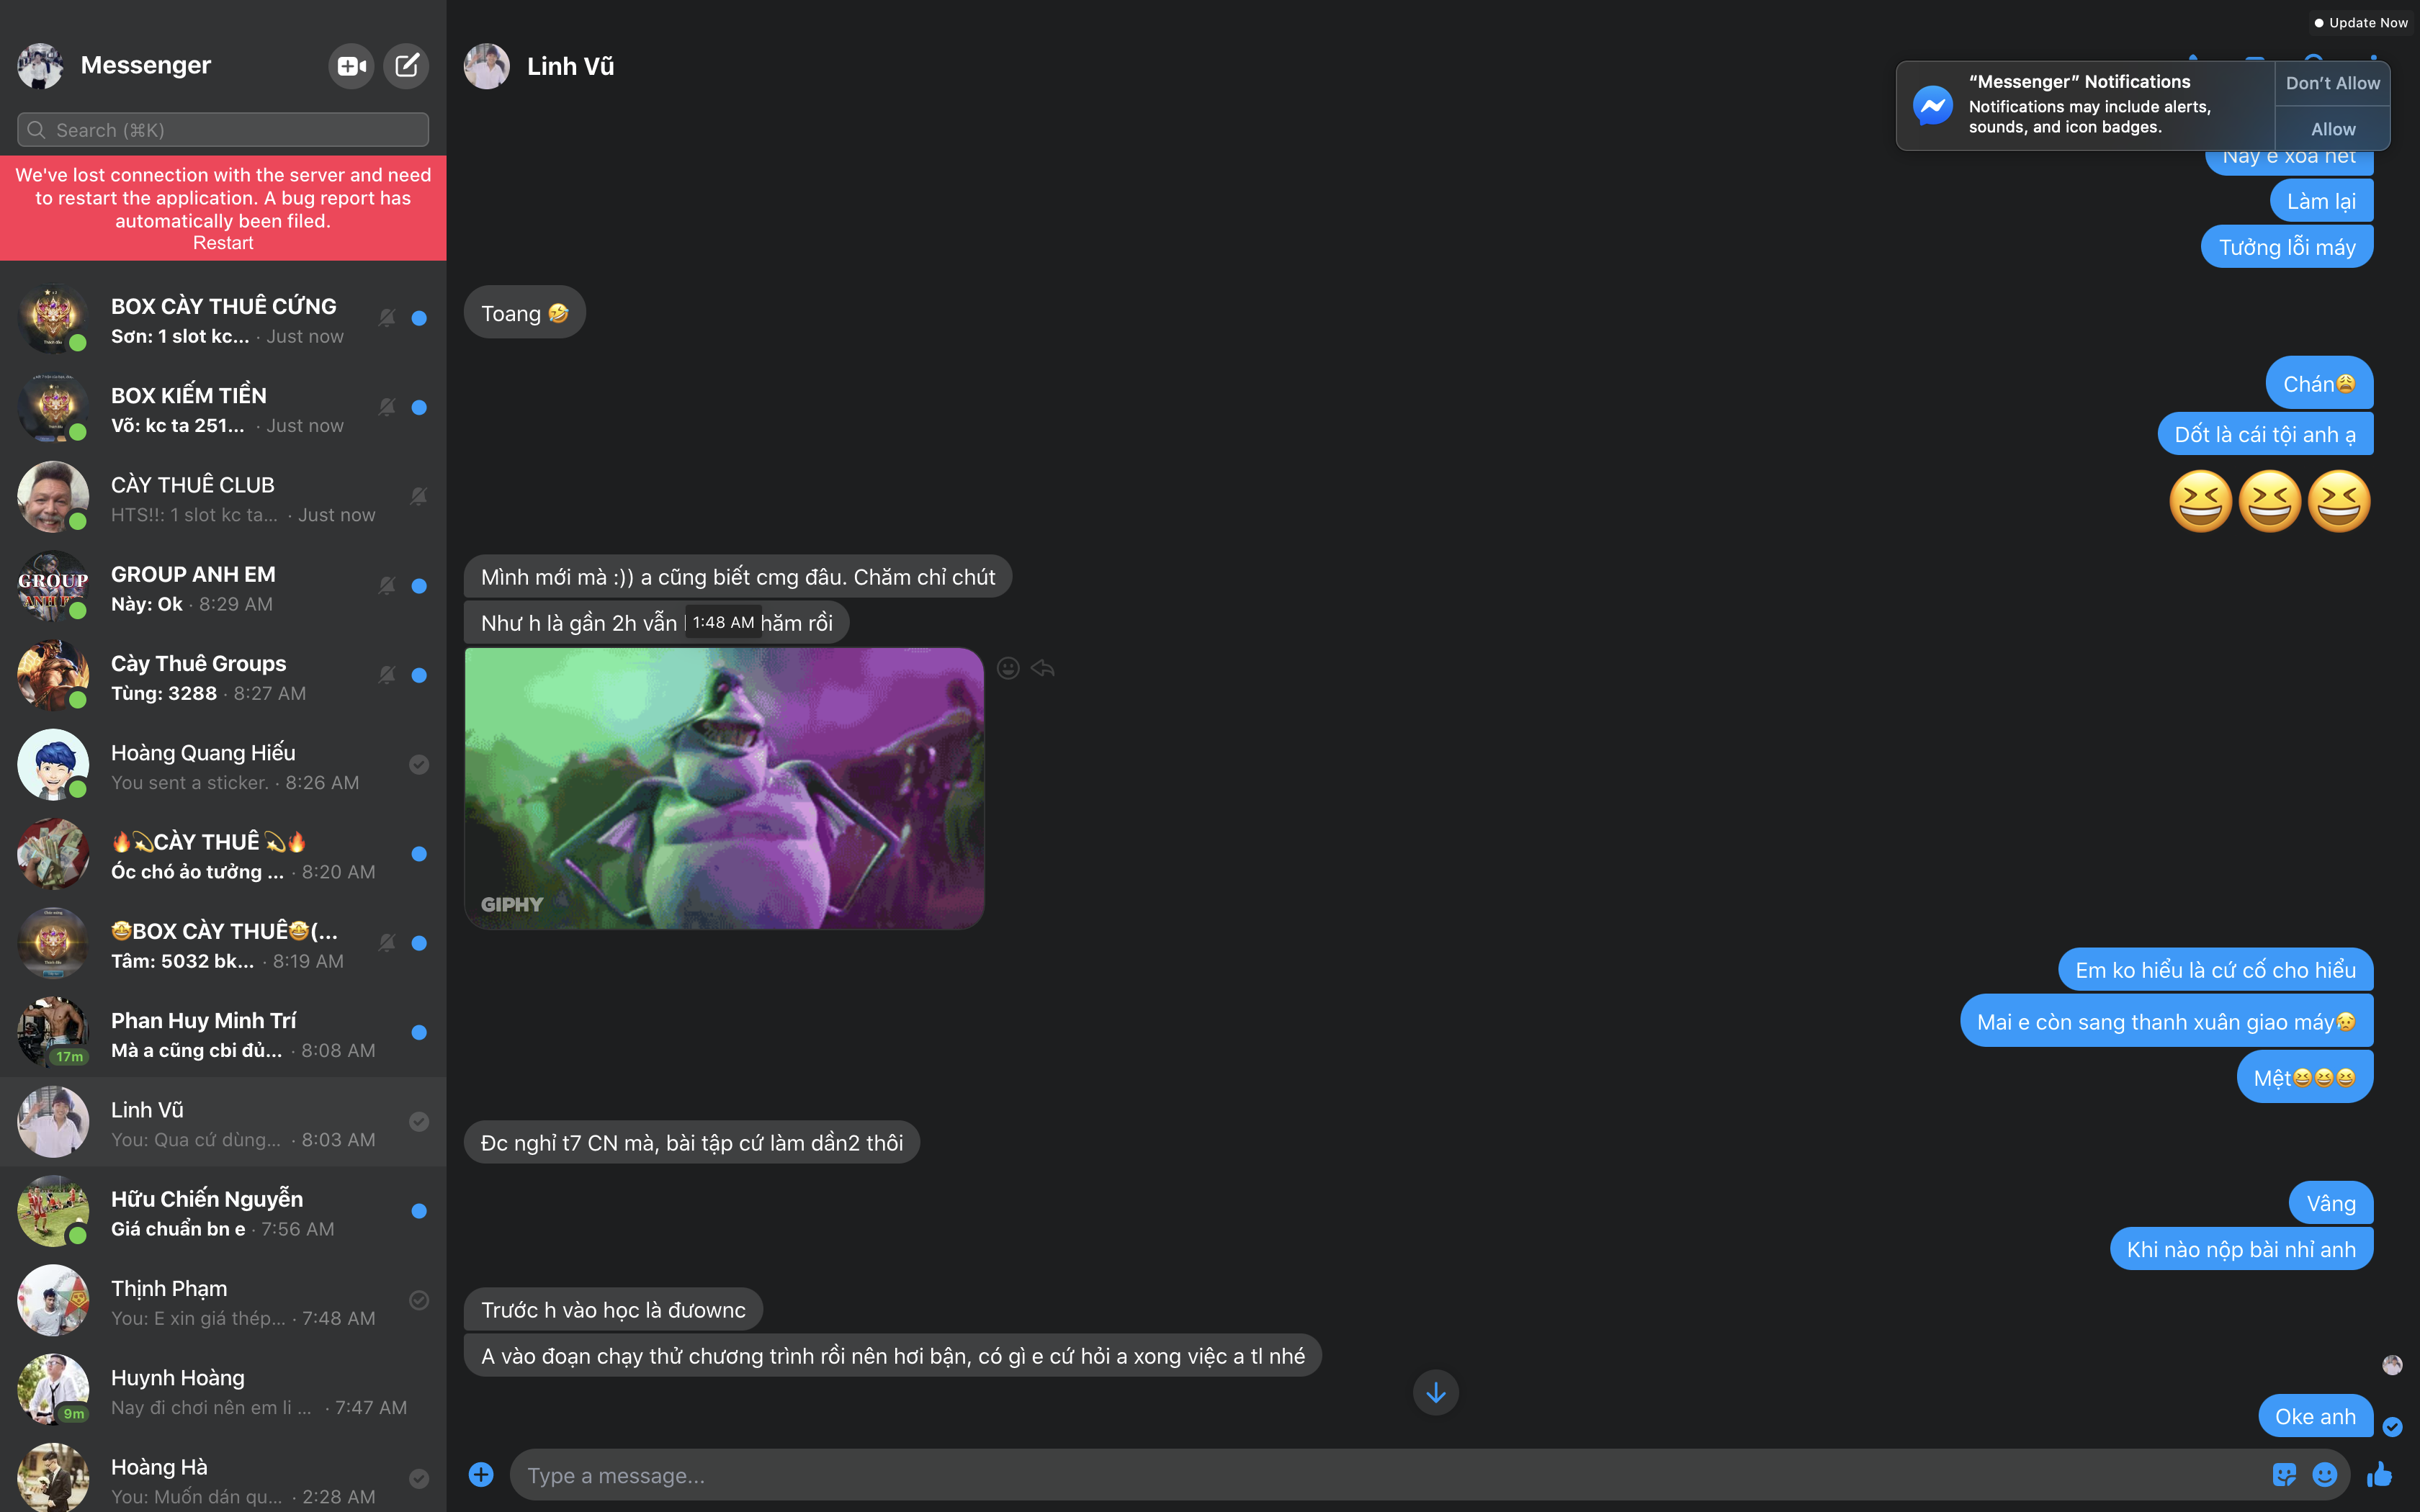 Update Now
Messenger
Search (⌘K)
We've lost connection with the server and need
to restart the application. A bug report has
automatically been filed.
Restart
BOX CÀY THUÊ CỨNG
Sơn: 1 slot kc... · Just now
BOX KIẾM TIỀN
Võ: kc ta 251... · Just now
CÀY THUÊ CLUB
HTS!!: 1 slot kc ta... · Just now
GROUP ANH EM
Này: Ok · 8:29 AM
Cày Thuê Groups
Tùng: 3288 · 8:27 AM
Hoàng Quang Hiếu
You sent a sticker. · 8:26 AM
🔥💫CÀY THUÊ 💫🔥
Óc chó ảo tưởng ... · 8:20 AM
🤩BOX CÀY THUÊ🤩(...
Tâm: 5032 bk... · 8:19 AM
Phan Huy Minh Trí
Mà a cũng cbi đủ... · 8:08 AM
17m
Linh Vũ
You: Qua cứ dùng... · 8:03 AM
Hữu Chiến Nguyễn
Giá chuẩn bn e · 7:56 AM
Thịnh Phạm
You: E xin giá thép... · 7:48 AM
Huynh Hoàng
Nay đi chơi nên em li ... · 7:47 AM
9m
Hoàng Hà
You: Muốn dán qu... · 2:28 AM
Linh Vũ
“Messenger” Notifications
Notifications may include alerts,
sounds, and icon badges.
Don’t Allow
Allow
Nay e xoá hết
Làm lại
Tưởng lỗi máy
Toang 🤣
Chán😩
Dốt là cái tội anh ạ
😆😆😆
Mình mới mà :)) a cũng biết cmg đâu. Chăm chỉ chút
Như h là gần 2h vẫn 1:48 AM hăm rồi
GROUP
GIPHY
Em ko hiểu là cứ cố cho hiểu
Mai e còn sang thanh xuân giao máy😥
Mệt😆😆😆
Đc nghỉ t7 CN mà, bài tập cứ làm dần2 thôi
Vâng
Khi nào nộp bài nhỉ anh
Trước h vào học là đưownc
A vào đoạn chạy thử chương trình rồi nên hơi bận, có gì e cứ hỏi a xong việc a tl nhé
Oke anh
Type a message...